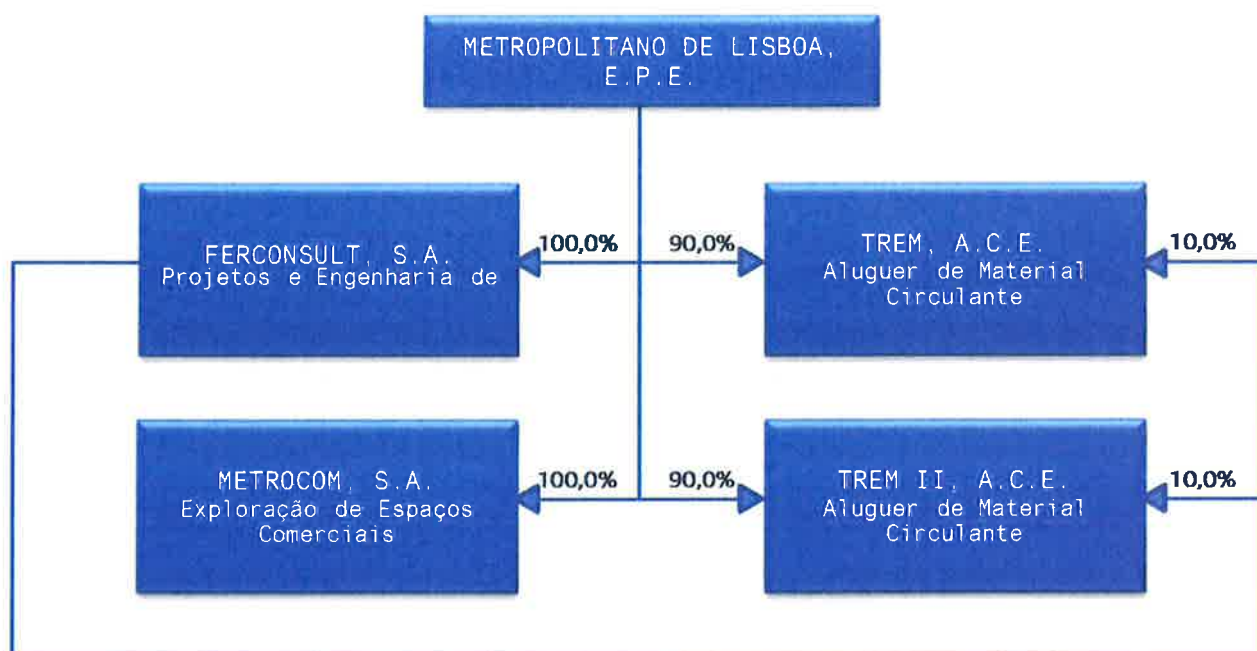 METROPOLITANO DE LISBOA,
E.P.E.
FERCONSULT, S.A.
Projetos e Engenharia de
100,0%
90,0%
TREM, A.C.E.
Aluguer de Material
Circulante
10,0%
METROCOM, S.A.
Exploração de Espaços
Comerciais
100,0%
90,0%
TREM II, A.C.E.
Aluguer de Material
Circulante
10,0%